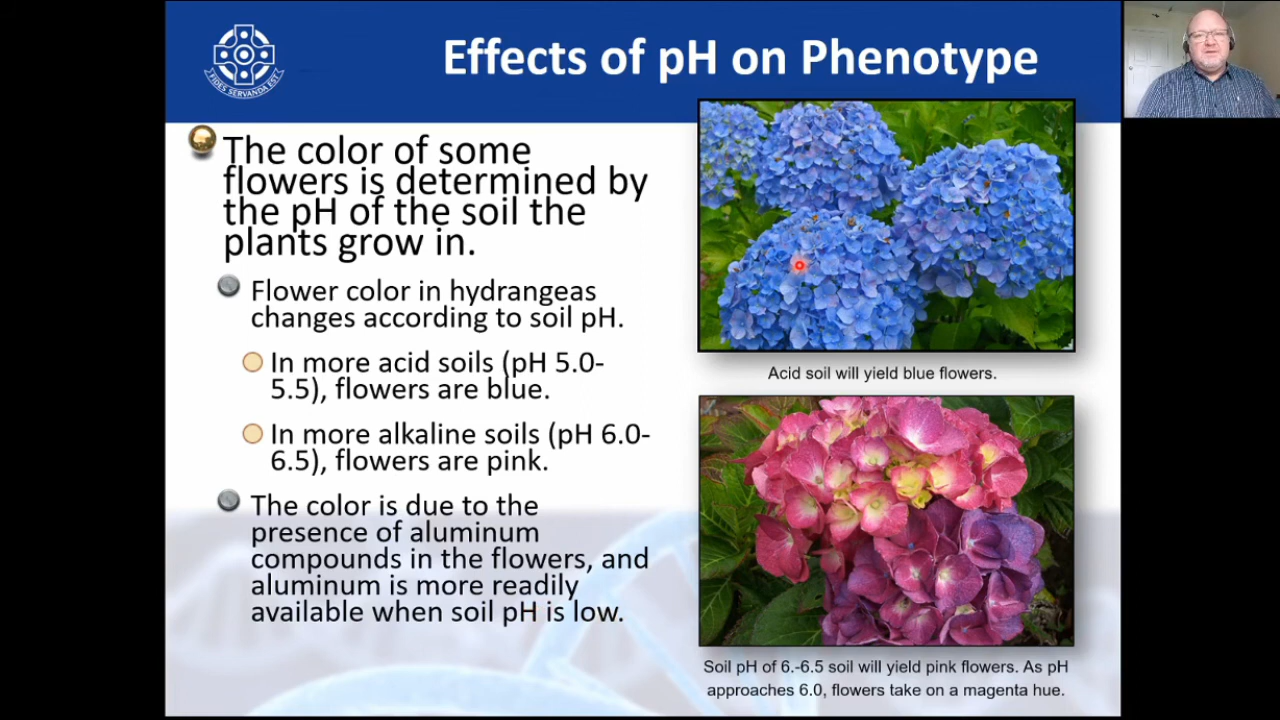 FIDES SERVANDA EST
Effects of pH on Phenotype
The color of some
flowers is determined by
the pH of the soil the
plants grow in.
Flower color in hydrangeas
changes according to soil pH.
In more acid soils (pH 5.0-
5.5), flowers are blue.
In more alkaline soils (pH 6.0-
6.5), flowers are pink.
The color is due to the
presence of aluminum
compounds in the flowers, and
aluminum is more readily
available when soil pH is low.
Acid soil will yield blue flowers.
Soil pH of 6.-6.5 soil will yield pink flowers. As pH
approaches 6.0, flowers take on a magenta hue.